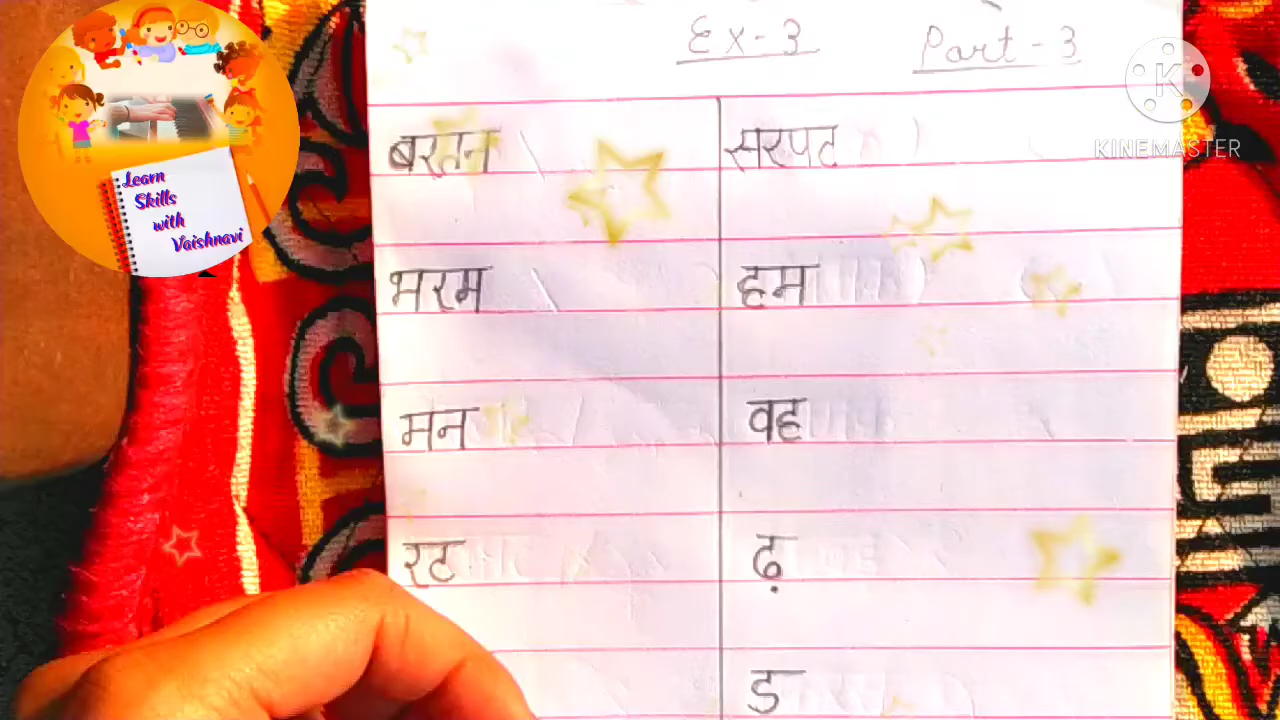 Ex-3 Part-3
Learn
Skills
with
Vaishnavi
K
KINEMASTER
बरतन सरपट
भरम हम
मन वह
रट ढ़
ड